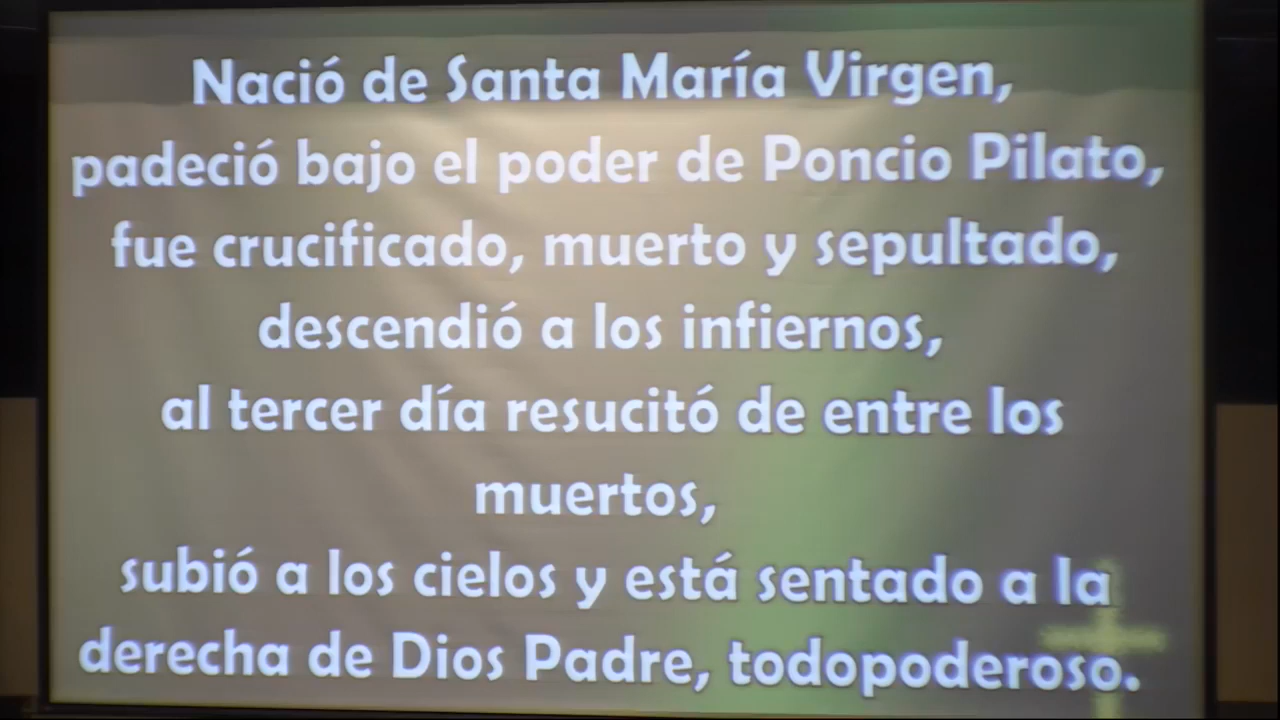 Nació de Santa María Virgen,
padeció bajo el poder de Poncio Pilato,
fue crucificado, muerto y sepultado,
descendió a los infiernos,
al tercer día resucitó de entre los
muertos,
subió a los cielos y está sentado a la
derecha de Dios Padre, todopoderoso.